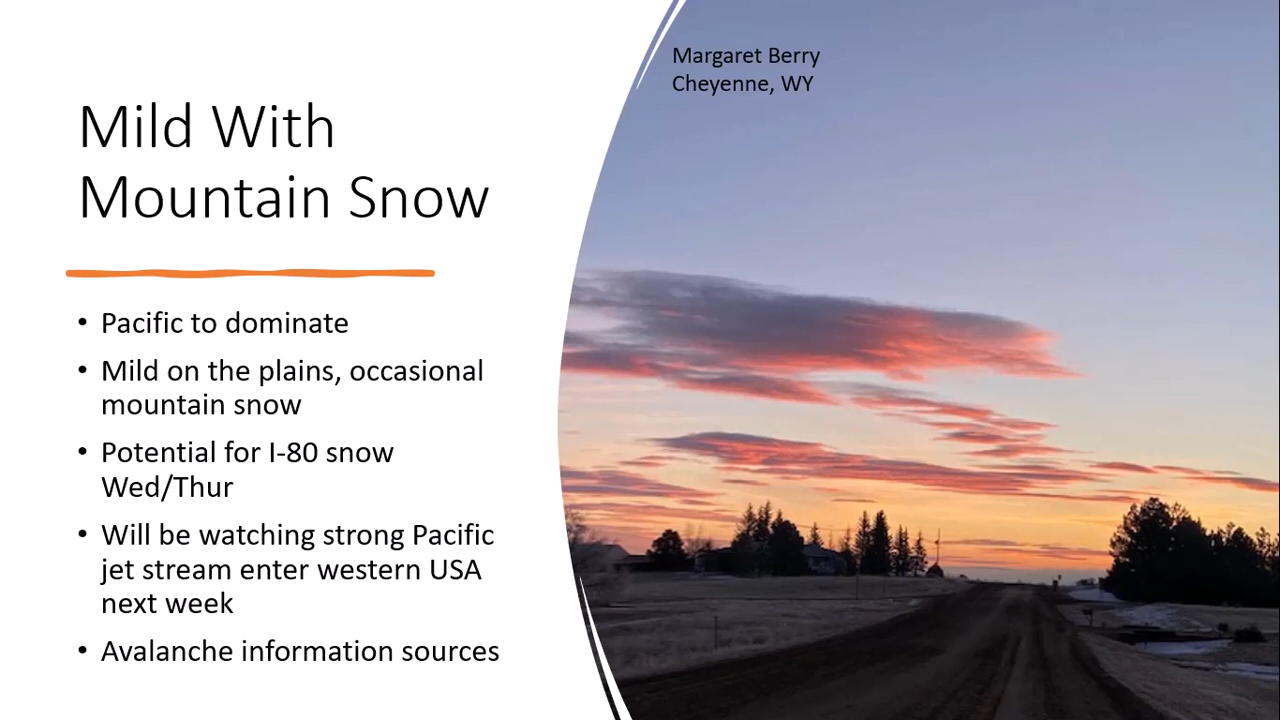 Margaret Berry
Cheyenne, WY
Mild With
Mountain Snow
• Pacific to dominate
• Mild on the plains, occasional
mountain snow
• Potential for I-80 snow
Wed/Thur
• Will be watching strong Pacific
jet stream enter western USA
next week
• Avalanche information sources